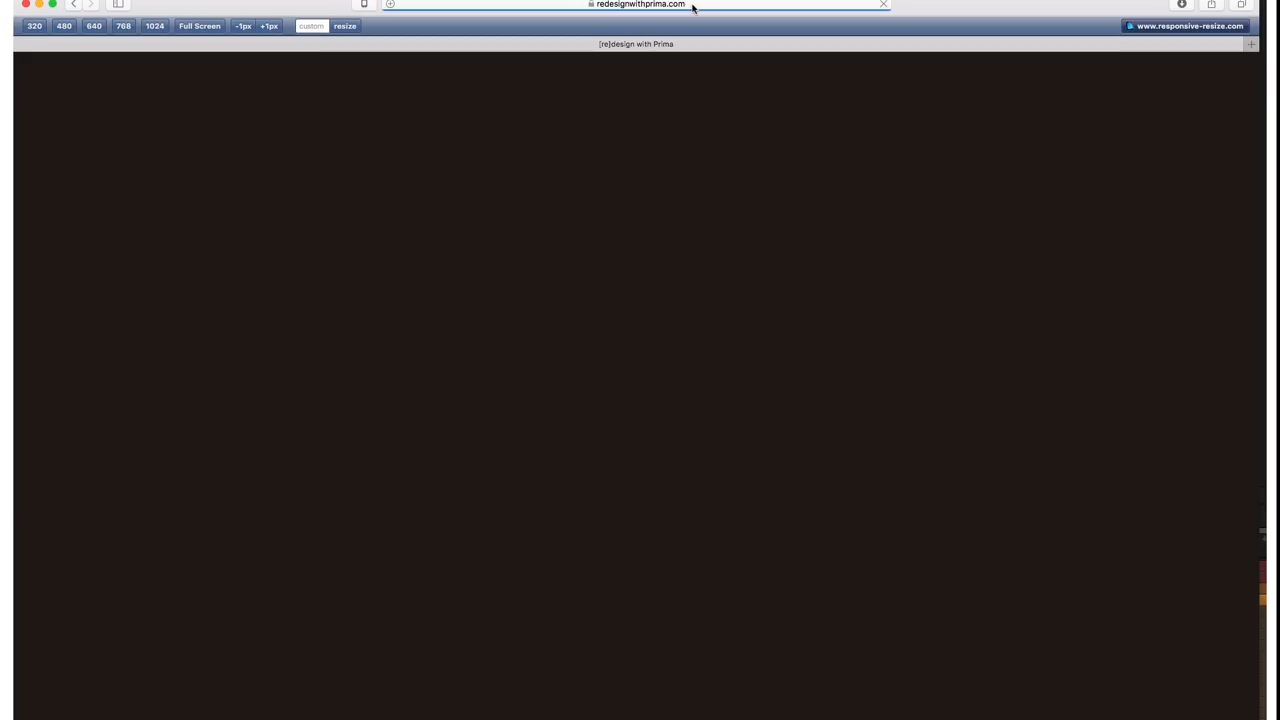 redesignwithprima.com
320 480 640 768 1024 Full Screen -1px +1px custom resize www.responsive-resize.com
[re]design with Prima